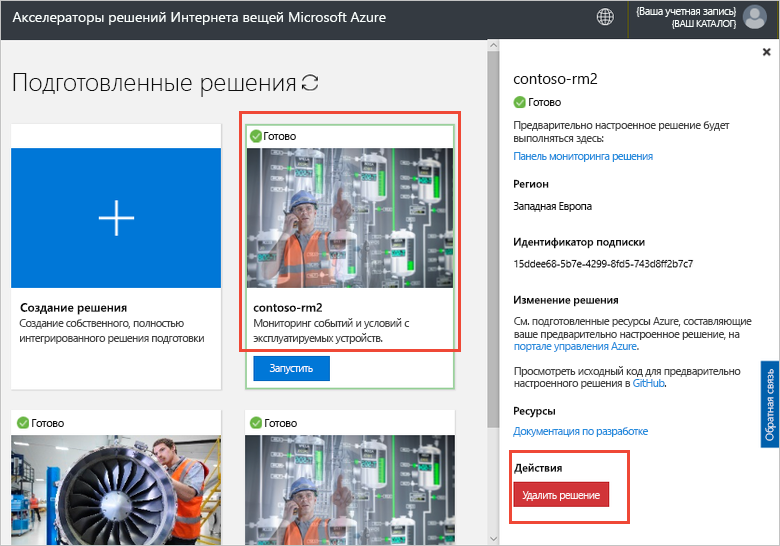 Акселераторы решений Интернета вещей Microsoft Azure
{Ваша учетная запись}
{ВАШ КАТАЛОГ}
Подготовленные решения
Создание решения
Создание собственного, полностью
интегрированного решения подготовки
Готово
contoso-rm2
Мониторинг событий и условий с
эксплуатируемых устройств.
Запустить
Готово
Готово
contoso-rm2
Готово
Предварительно настроенное решение будет
выполняться здесь:
Панель мониторинга решения
Регион
Западная Европа
Идентификатор подписки
15ddee68-5b7e-4299-8fd5-743d8ff2b7c7
Изменение решения
См. подготовленные ресурсы Azure, составляющие
ваше предварительно настроенное решение, на
портале управления Azure.
Просмотреть исходный код для предварительно
настроенного решения в GitHub.
Ресурсы
Документация по разработке
Действия
Удалить решение
Обратная связь